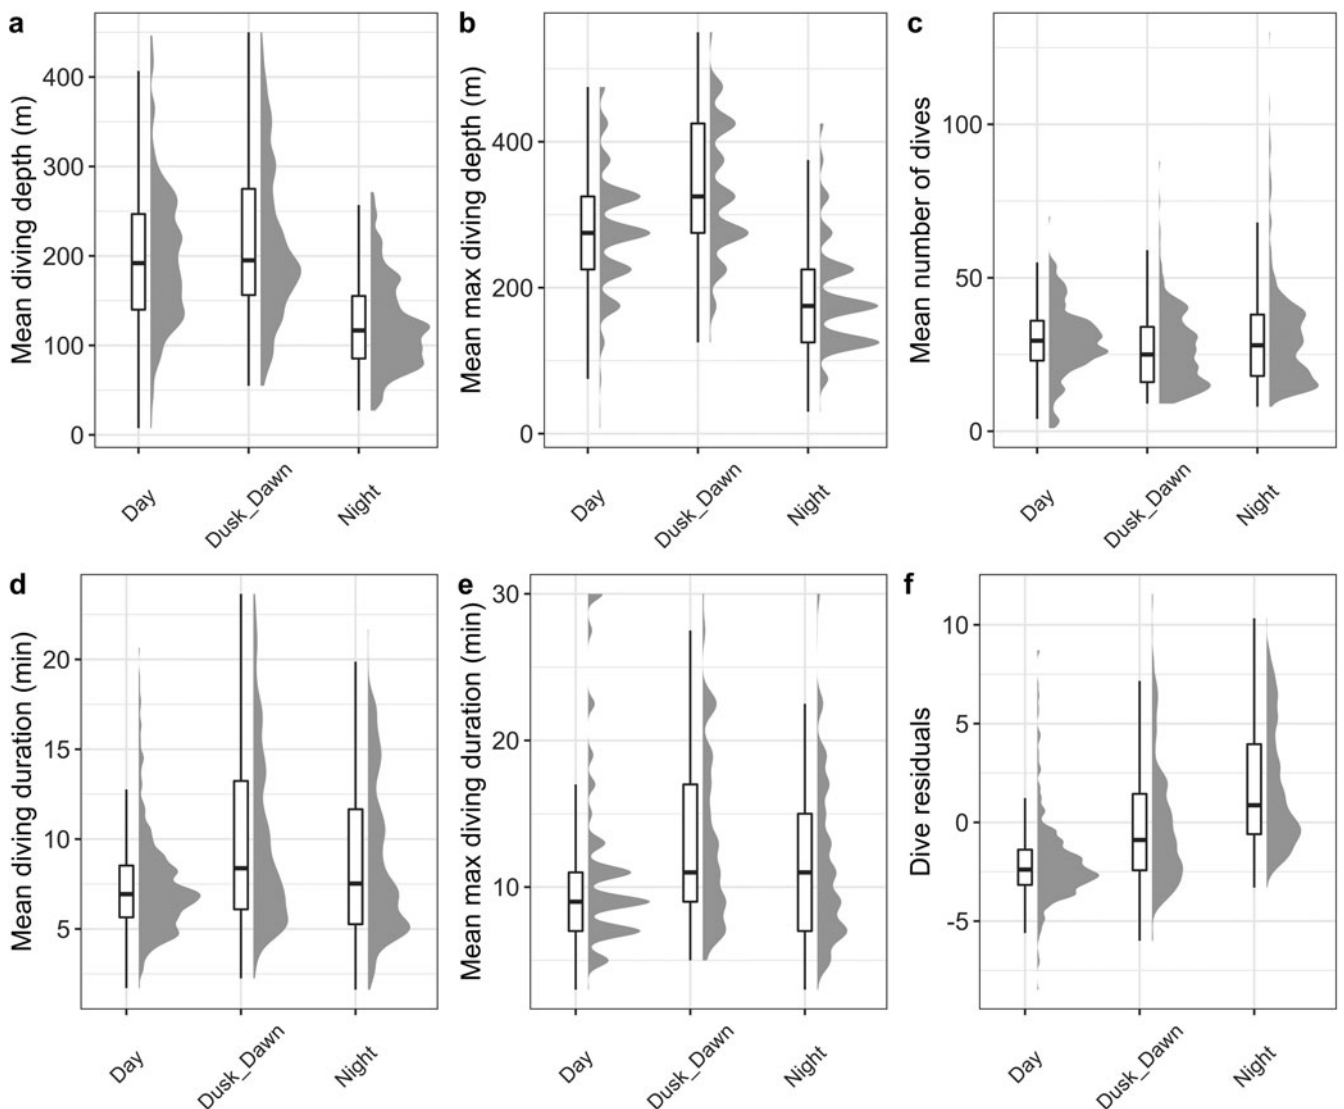 a
Mean diving depth (m)
400
300
200
100
0
Day
Dusk_Dawn
Night
b
Mean max diving depth (m)
400
200
0
Day
Dusk_Dawn
Night
c
Mean number of dives
100
50
0
Day
Dusk_Dawn
Night
d
Mean diving duration (min)
20
15
10
5
Day
Dusk_Dawn
Night
e
Mean max diving duration (min)
30
20
10
Day
Dusk_Dawn
Night
f
Dive residuals
10
5
0
-5
Day
Dusk_Dawn
Night